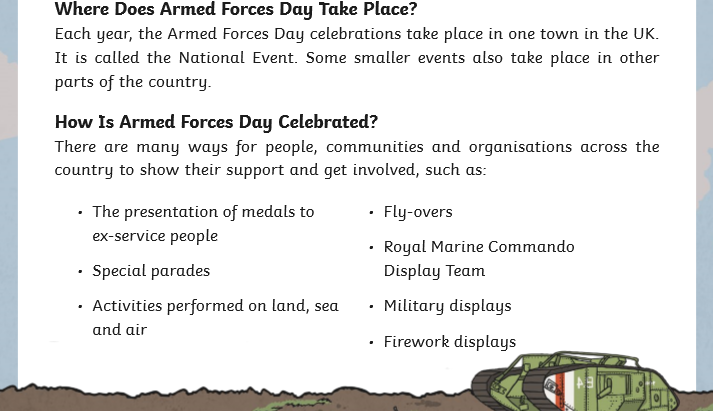 Where Does Armed Forces Day Take Place?
Each year, the Armed Forces Day celebrations take place in one town in the UK.
It is called the National Event. Some smaller events also take place in other
parts of the country.
How Is Armed Forces Day Celebrated?
There are many ways for people, communities and organisations across the
country to show their support and get involved, such as:
• The presentation of medals to
ex-service people
• Special parades
• Activities performed on land, sea
and air
• Fly-overs
• Royal Marine Commando
Display Team
• Military displays
• Firework displays